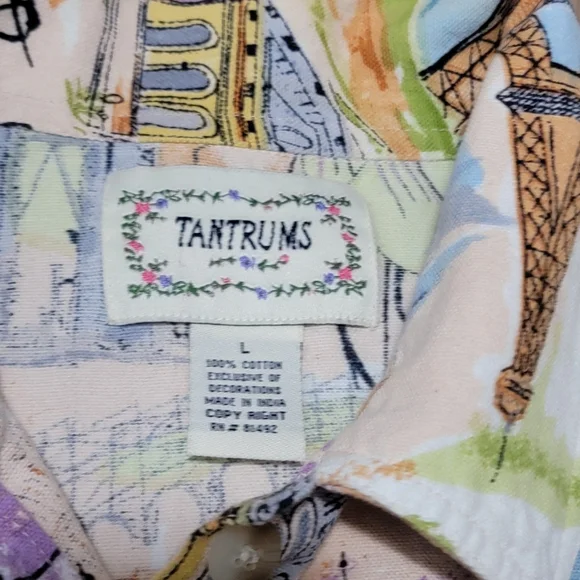 TANTRUMS
L
100% COTTON
EXCLUSIVE OF
DECORATIONS
MADE IN INDIA
COPY RIGHT
RN # 81492